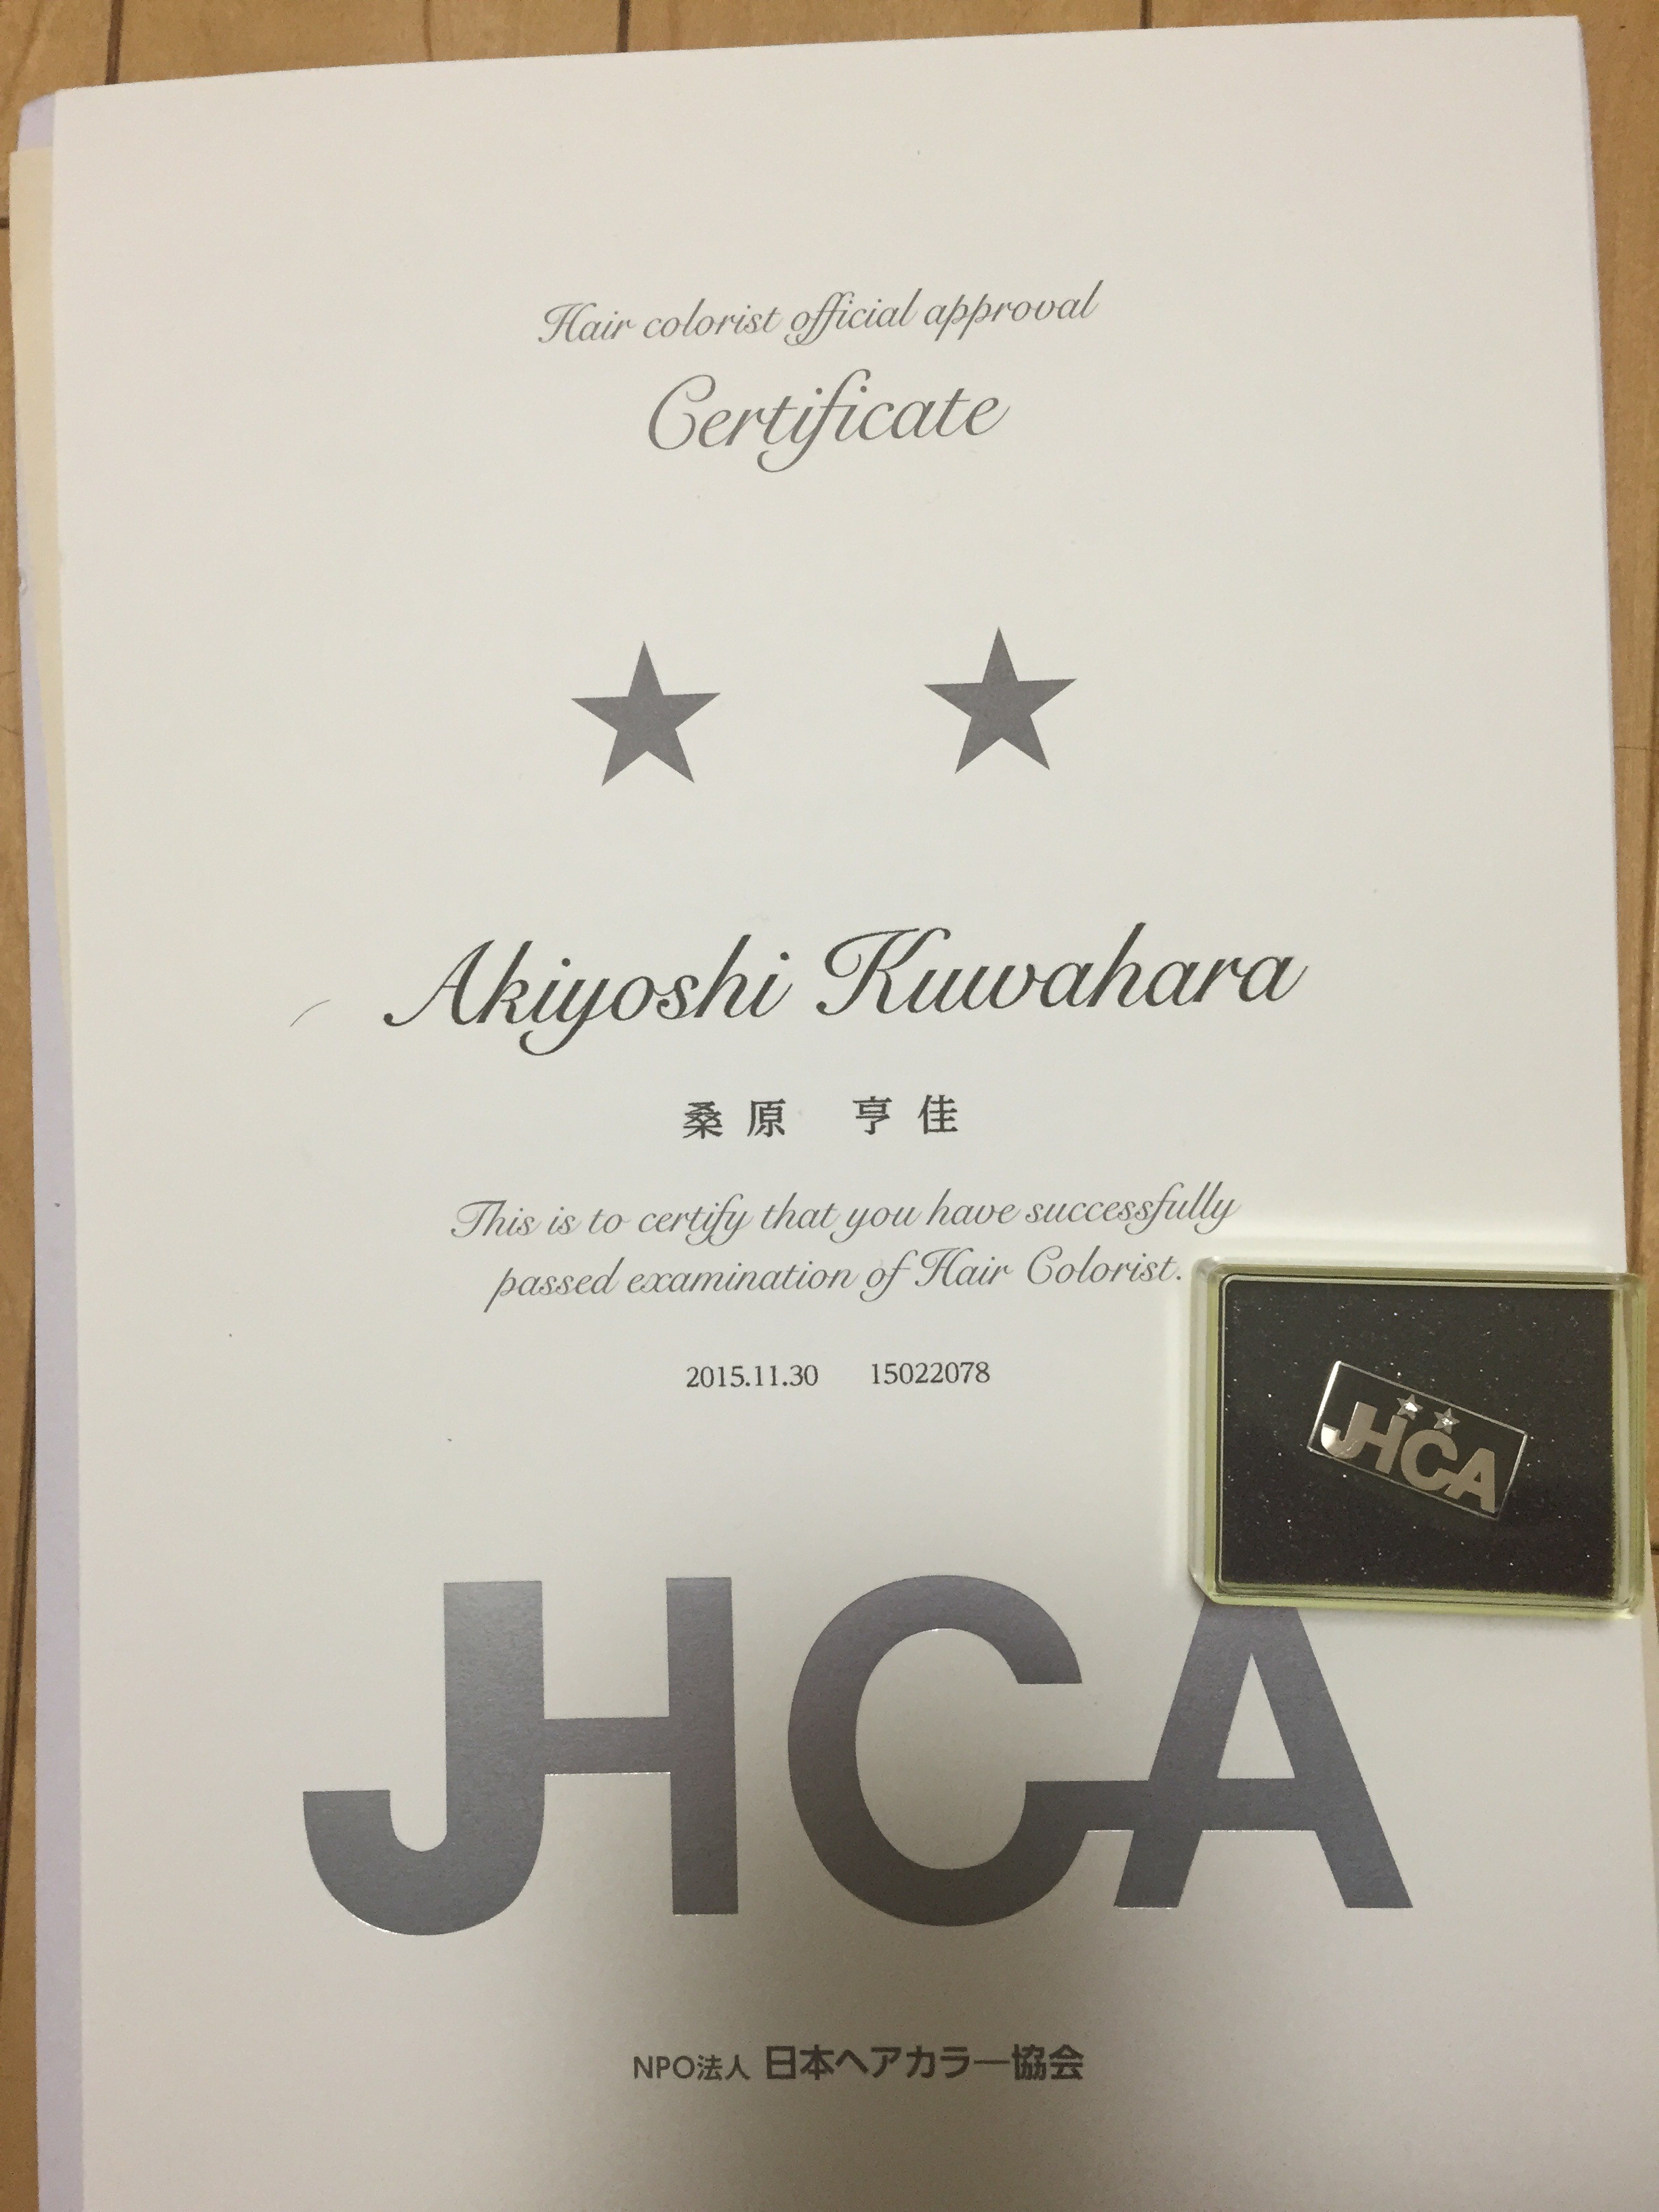 Hair colorist official approval
Certificate
Akiyoshi Kuwahara
桑原 亨佳
This is to certify that you have successfully
passed examination of Hair Colorist.
2015.11.30 15022078
JHCA
JHCA
NPO法人 日本ヘアカラー協会